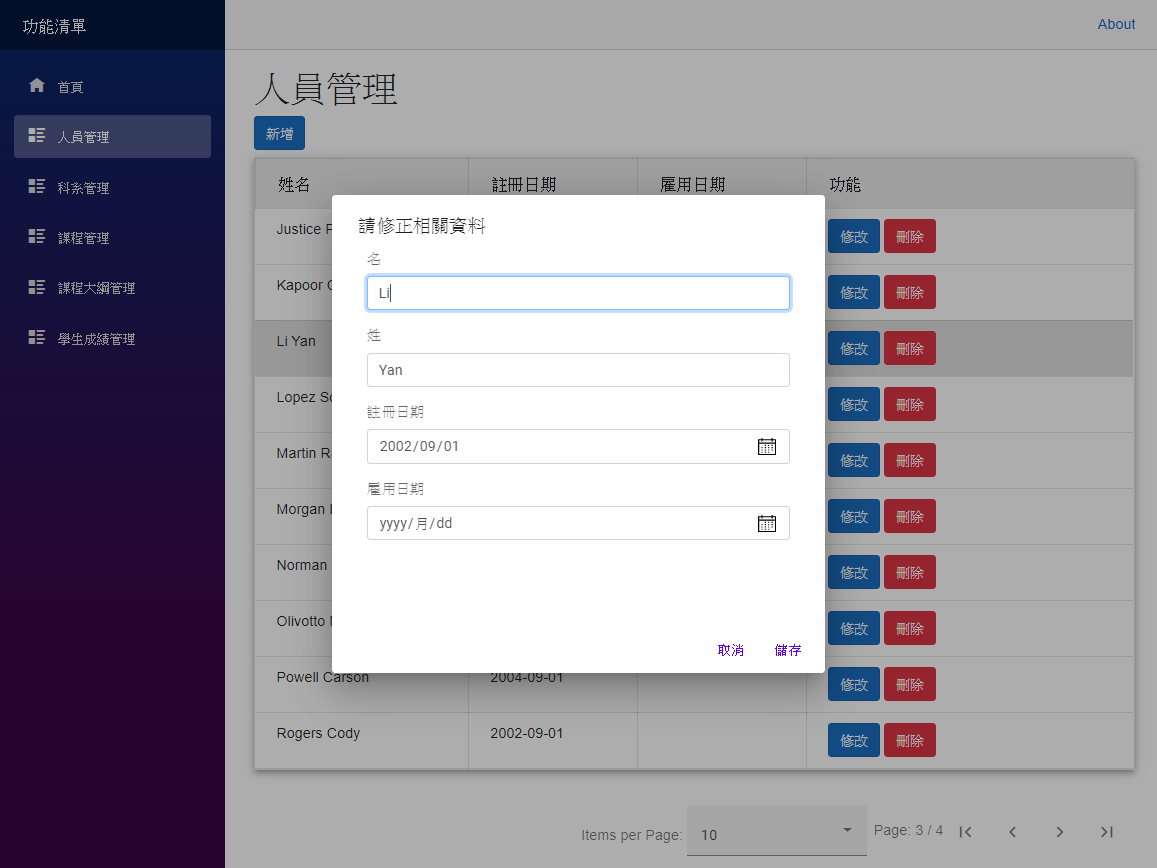 功能清單
About
首頁
人員管理
科系管理
課程管理
課程大綱管理
學生成績管理
人員管理
新增
姓名 註冊日期 雇用日期 功能
Justice P 修改 刪除
Kapoor 修改 刪除
Li Yan 修改 刪除
Lopez So 修改 刪除
Martin R 修改 刪除
Morgan 修改 刪除
Norman 修改 刪除
Olivotto 修改 刪除
Powell Carson 2004-09-01 修改 刪除
Rogers Cody 2002-09-01 修改 刪除
請修正相關資料
名
Li
姓
Yan
註冊日期
2002/09/01
雇用日期
yyyy/月/dd
取消 儲存
Items per Page: 10 Page: 3 / 4